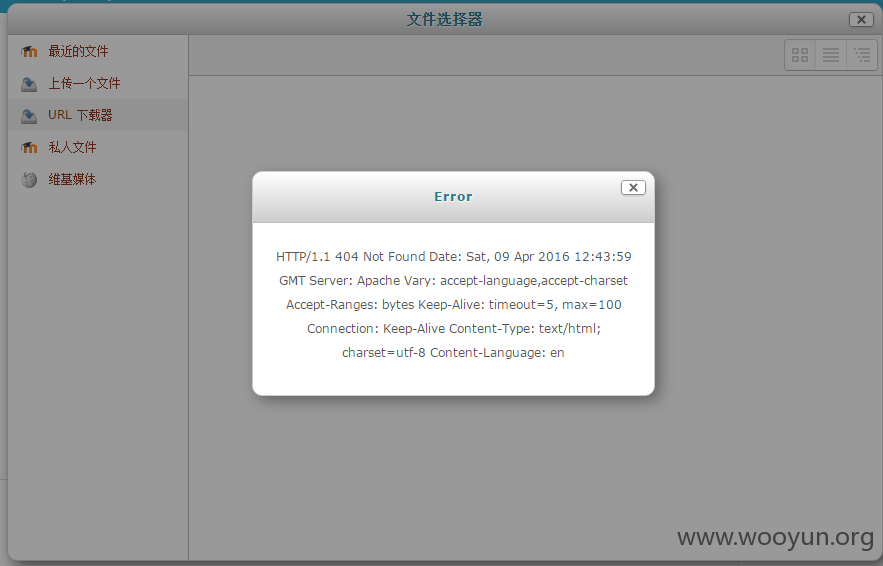 文件选择器
最近的文件
上传一个文件
URL 下载器
私人文件
维基媒体
Error
HTTP/1.1 404 Not Found Date: Sat, 09 Apr 2016 12:43:59
GMT Server: Apache Vary: accept-language,accept-charset
Accept-Ranges: bytes Keep-Alive: timeout=5, max=100
Connection: Keep-Alive Content-Type: text/html;
charset=utf-8 Content-Language: en
www.wooyun.org